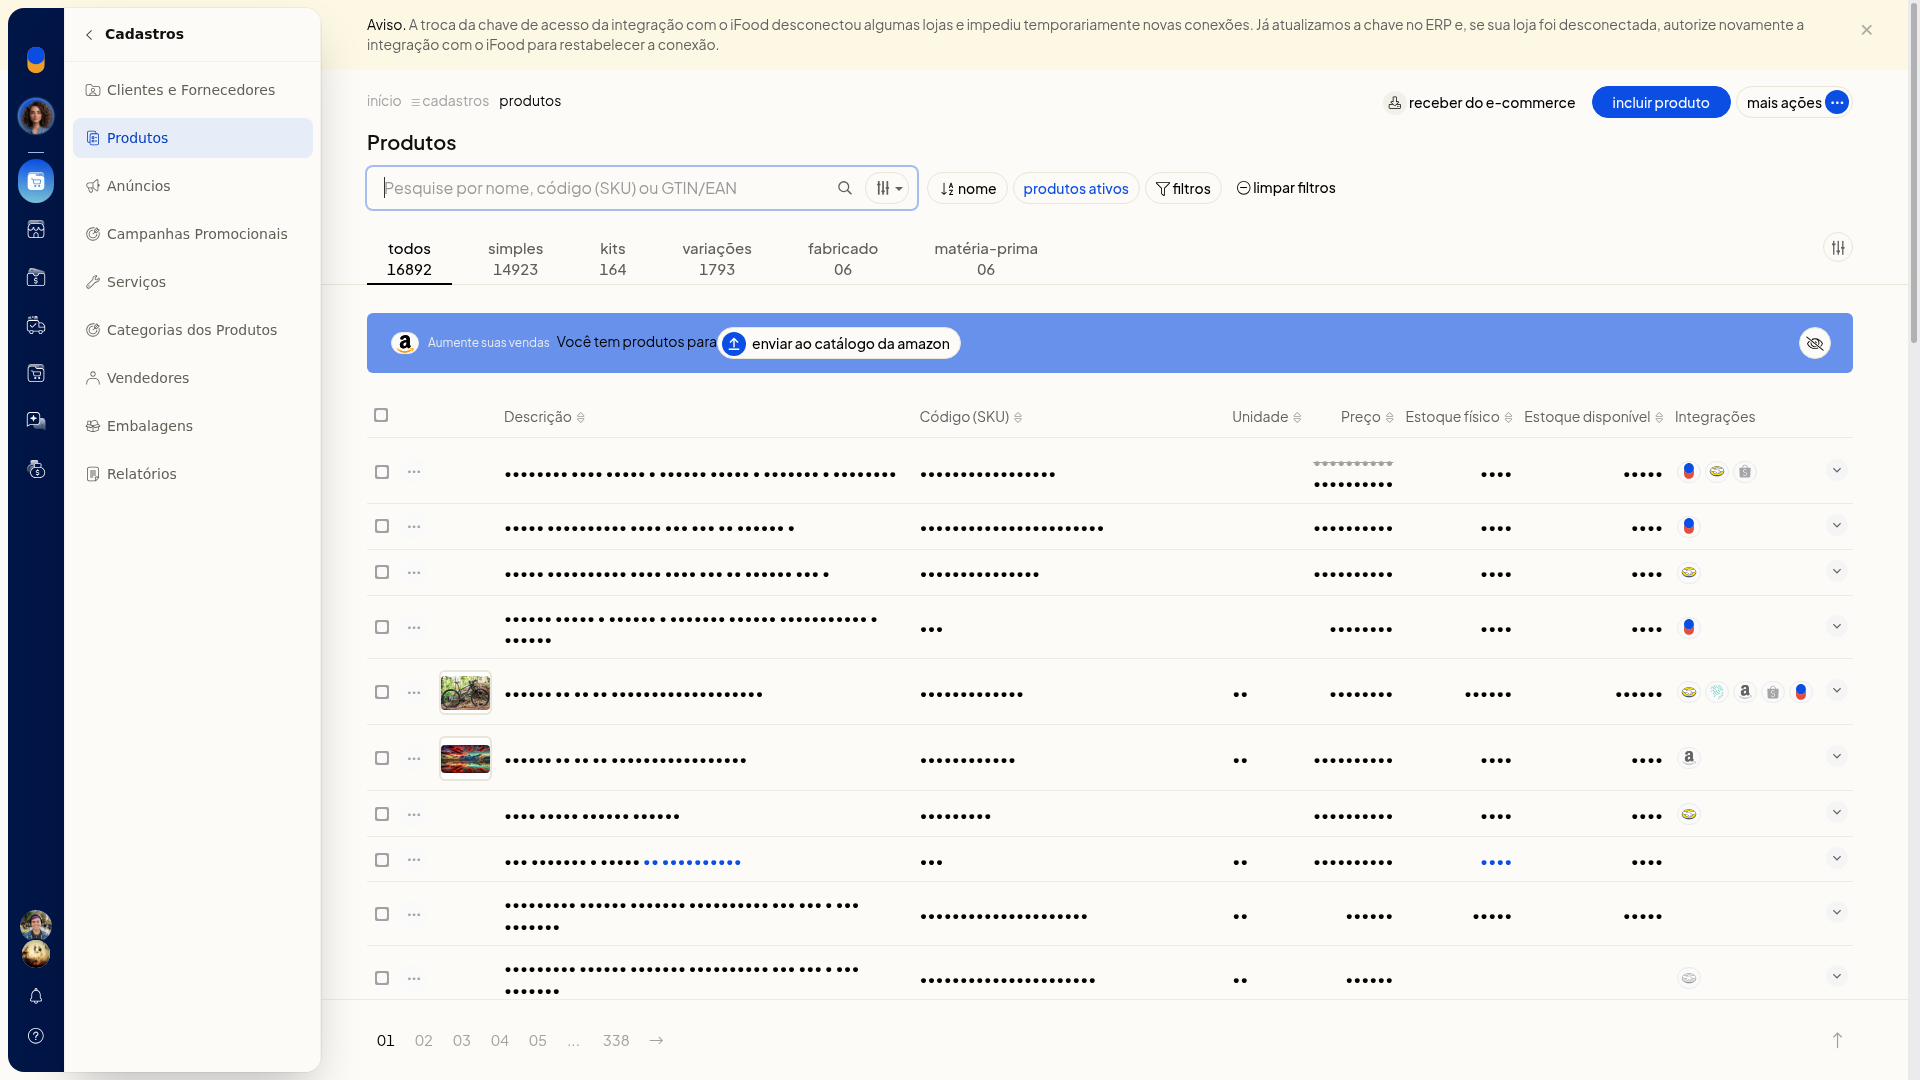 Cadastros
Clientes e Fornecedores
Produtos
Anúncios
Campanhas Promocionais
Serviços
Categorias dos Produtos
Vendedores
Embalagens
Relatórios
Aviso. A troca da chave de acesso da integração com o iFood desconectou algumas lojas e impediu temporariamente novas conexões. Já atualizamos a chave no ERP e, se sua loja foi desconectada, autorize novamente a
integração com o iFood para restabelecer a conexão.
início cadastros produtos
receber do e-commerce incluir produto mais ações
Produtos
Pesquise por nome, código (SKU) ou GTIN/EAN
nome produtos ativos filtros limpar filtros
todos simples kits variações fabricado matéria-prima
16892 14923 164 1793 06 06
Aumente suas vendas Você tem produtos para enviar ao catálogo da amazon
Descrição Código (SKU) Unidade Preço Estoque físico Estoque disponível Integrações
01 02 03 04 05 ... 338